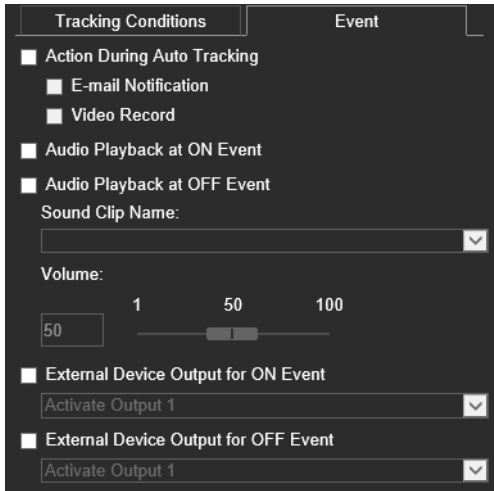 Tracking Conditions Event
Action During Auto Tracking
E-mail Notification
Video Record
Audio Playback at ON Event
Audio Playback at OFF Event
Sound Clip Name:
Volume:
1 50 100
50
External Device Output for ON Event
Activate Output 1
External Device Output for OFF Event
Activate Output 1